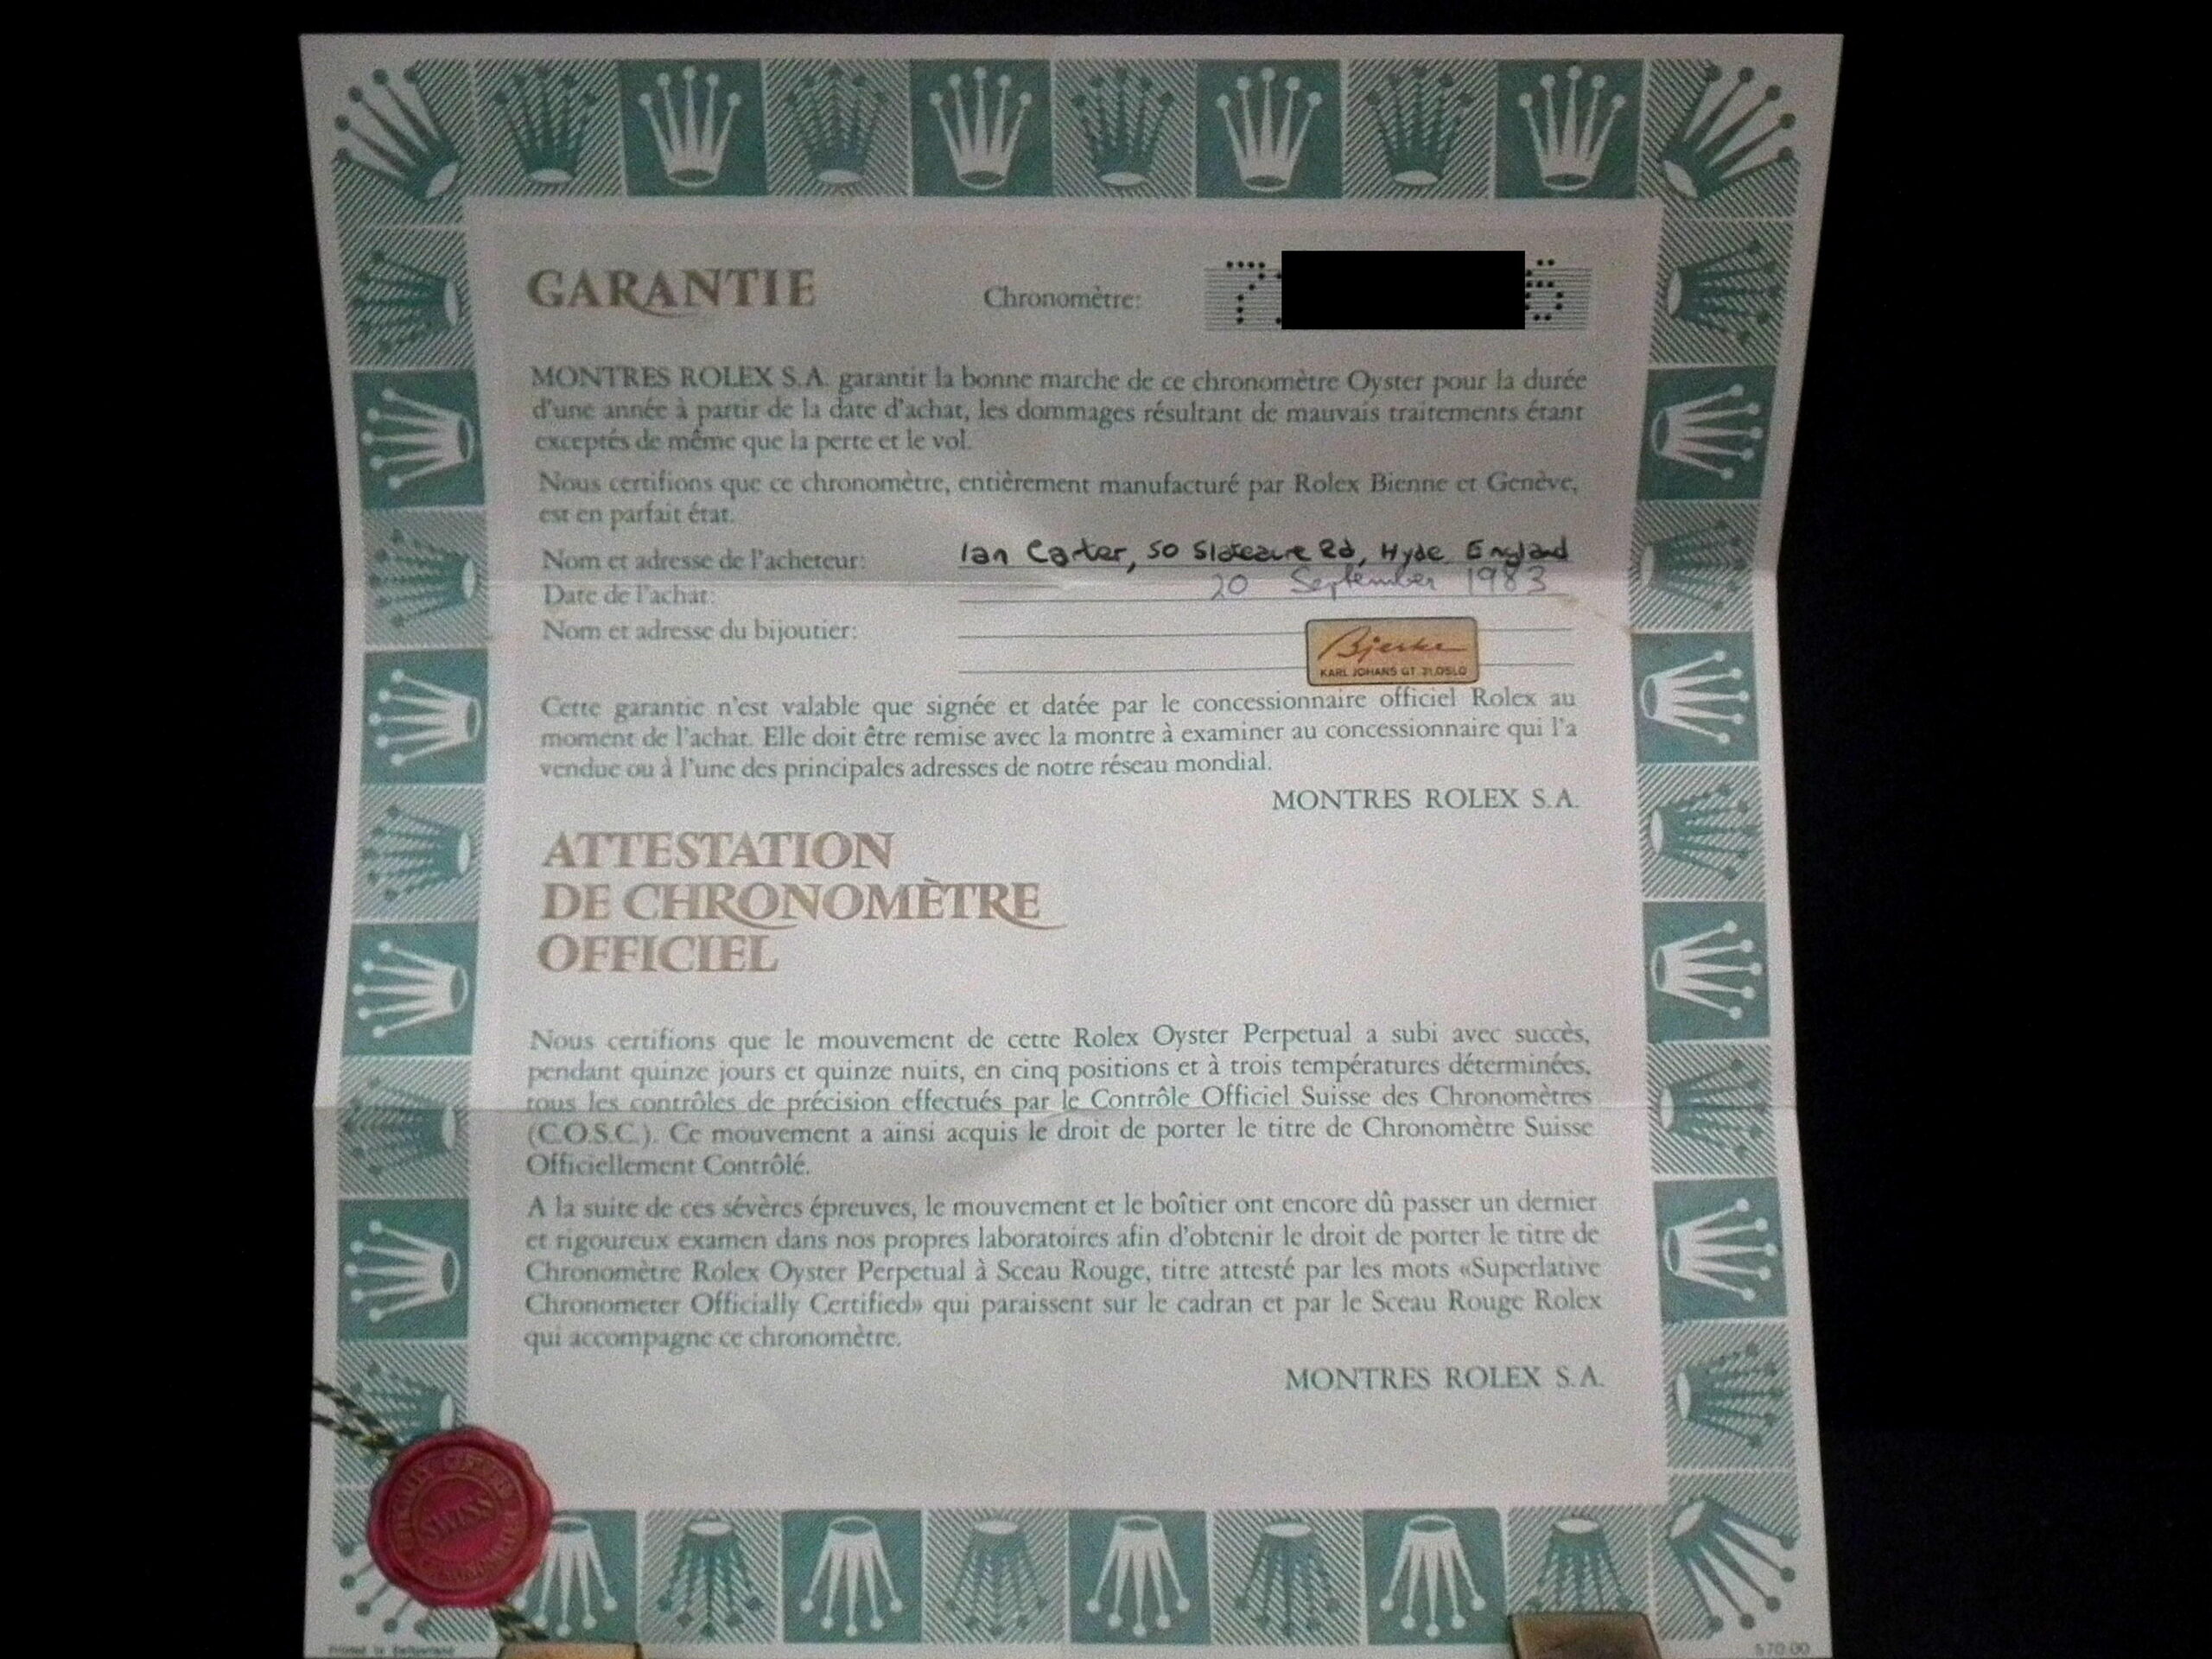 GARANTIE
Chronomètre:
MONTRES ROLEX S.A. garantit la bonne marche de ce chronomètre Oyster pour la durée
d'une année à partir de la date d'achat, les dommages résultant de mauvais traitements étant
exceptés de même que la perte et le vol.
Nous certifions que ce chronomètre, entièrement manufacturé par Rolex Bienne et Genève,
est en parfait état.
Nom et adresse de l'acheteur: Ian Carter, 50 Rd, Hyde England
Date de l'achat: 20 September 1983
Nom et adresse du bijoutier:
Bjerke
KARL JOHANS GT. 31, OSLO
Cette garantie n'est valable que signée et datée par le concessionnaire officiel Rolex au
moment de l'achat. Elle doit être remise avec la montre à examiner au concessionnaire qui l'a
vendue ou à l'une des principales adresses de notre réseau mondial.
MONTRES ROLEX S.A.
ATTESTATION
DE CHRONOMÈTRE
OFFICIEL
Nous certifions que le mouvement de cette Rolex Oyster Perpetual a subi avec succès,
pendant quinze jours et quinze nuits, en cinq positions et à trois températures déterminées,
tous les contrôles de précision effectués par le Contrôle Officiel Suisse des Chronomètres
(C.O.S.C.). Ce mouvement a ainsi acquis le droit de porter le titre de Chronomètre Suisse
Officiellement Contrôlé.
A la suite de ces sévères épreuves, le mouvement et le boîtier ont encore dû passer un dernier
et rigoureux examen dans nos propres laboratoires afin d'obtenir le droit de porter le titre de
Chronomètre Rolex Oyster Perpetual à Sceau Rouge, titre attesté par les mots «Superlative
Chronometer Officially Certified» qui paraissent sur le cadran et par le Sceau Rouge Rolex
qui accompagne ce chronomètre.
MONTRES ROLEX S.A.
SWISS
Printed in Switzerland
570.00